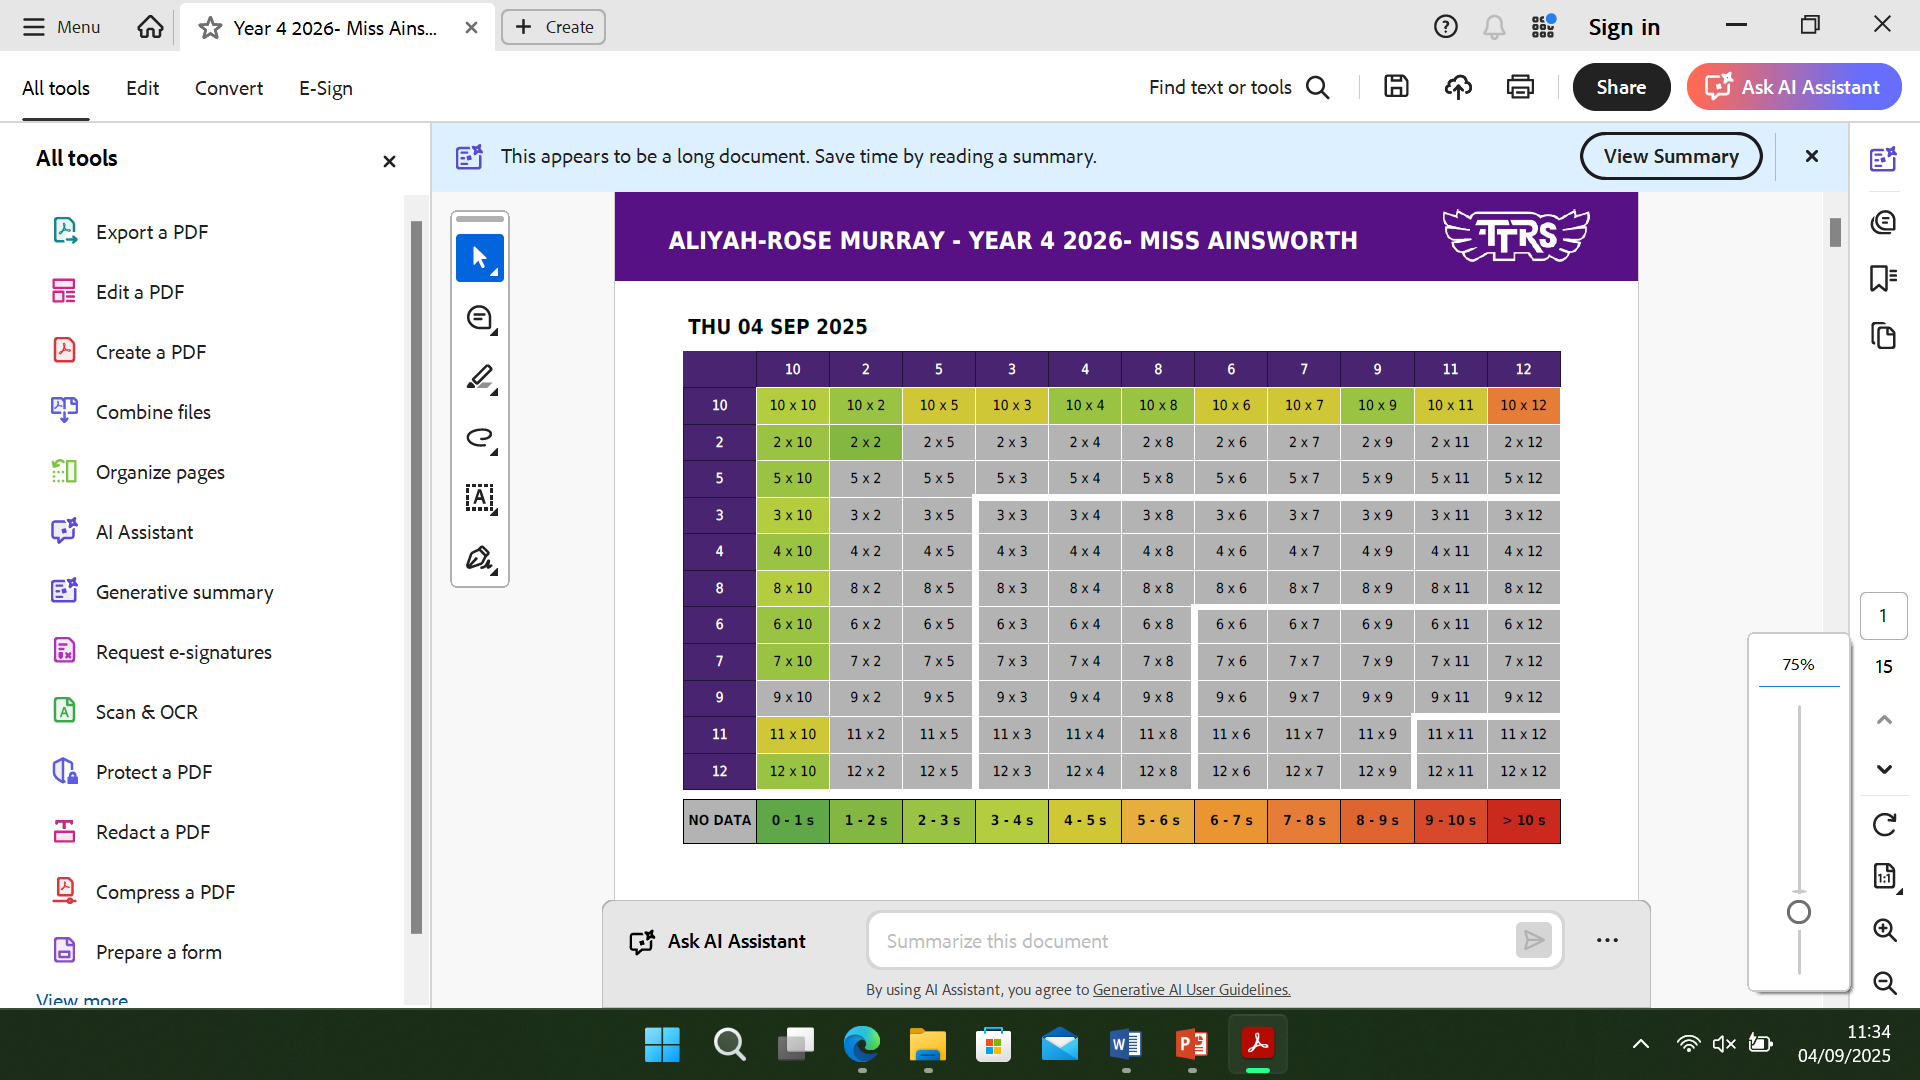 Menu
Year 4 2026- Miss Ains...
Create
Sign in
All tools
Edit
Convert
E-Sign
Find text or tools
Share
Ask AI Assistant
All tools
Export a PDF
Edit a PDF
Create a PDF
Combine files
Organize pages
AI Assistant
Generative summary
Request e-signatures
Scan & OCR
Protect a PDF
Redact a PDF
Compress a PDF
Prepare a form
View more
This appears to be a long document. Save time by reading a summary.
View Summary
ALIYAH-ROSE MURRAY - YEAR 4 2026- MISS AINSWORTH
TTRS
THU 04 SEP 2025
10 2 5 3 4 8 6 7 9 11 12
10 10 x 10 10 x 2 10 x 5 10 x 3 10 x 4 10 x 8 10 x 6 10 x 7 10 x 9 10 x 11 10 x 12
2 2 x 10 2 x 2 2 x 5 2 x 3 2 x 4 2 x 8 2 x 6 2 x 7 2 x 9 2 x 11 2 x 12
5 5 x 10 5 x 2 5 x 5 5 x 3 5 x 4 5 x 8 5 x 6 5 x 7 5 x 9 5 x 11 5 x 12
3 3 x 10 3 x 2 3 x 5 3 x 3 3 x 4 3 x 8 3 x 6 3 x 7 3 x 9 3 x 11 3 x 12
4 4 x 10 4 x 2 4 x 5 4 x 3 4 x 4 4 x 8 4 x 6 4 x 7 4 x 9 4 x 11 4 x 12
8 8 x 10 8 x 2 8 x 5 8 x 3 8 x 4 8 x 8 8 x 6 8 x 7 8 x 9 8 x 11 8 x 12
6 6 x 10 6 x 2 6 x 5 6 x 3 6 x 4 6 x 8 6 x 6 6 x 7 6 x 9 6 x 11 6 x 12
7 7 x 10 7 x 2 7 x 5 7 x 3 7 x 4 7 x 8 7 x 6 7 x 7 7 x 9 7 x 11 7 x 12
9 9 x 10 9 x 2 9 x 5 9 x 3 9 x 4 9 x 8 9 x 6 9 x 7 9 x 9 9 x 11 9 x 12
11 11 x 10 11 x 2 11 x 5 11 x 3 11 x 4 11 x 8 11 x 6 11 x 7 11 x 9 11 x 11 11 x 12
12 12 x 10 12 x 2 12 x 5 12 x 3 12 x 4 12 x 8 12 x 6 12 x 7 12 x 9 12 x 11 12 x 12
NO DATA 0 - 1 s 1 - 2 s 2 - 3 s 3 - 4 s 4 - 5 s 5 - 6 s 6 - 7 s 7 - 8 s 8 - 9 s 9 - 10 s > 10 s
Ask AI Assistant
Summarize this document
By using AI Assistant, you agree to Generative AI User Guidelines.
1
75%
15
1:1
11:34
04/09/2025